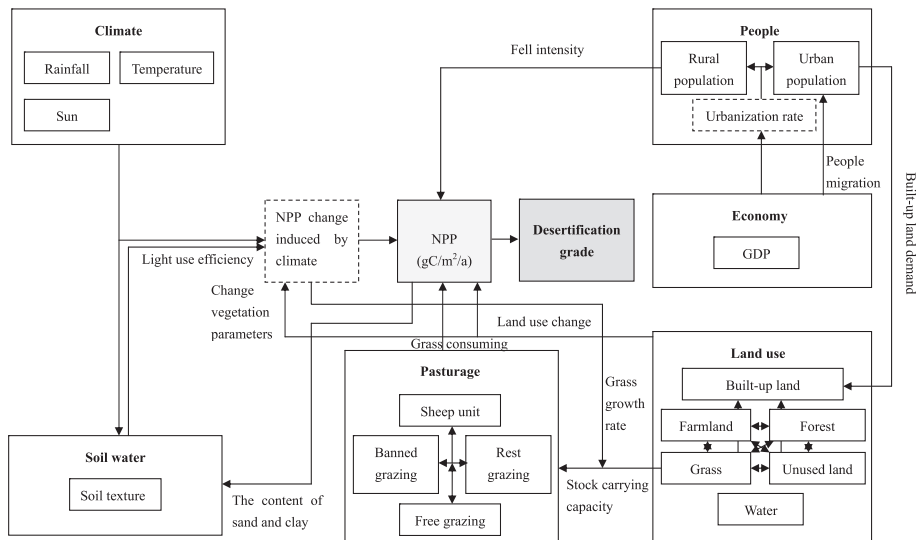 Climate
Rainfall
Temperature
Sun
People
Rural
population
Urban
population
Urbanization rate
Fell intensity
People
migration
Built-up land demand
Economy
GDP
NPP change
induced by
climate
NPP
(gC/m²/a)
Desertification
grade
Light use efficiency
Change
vegetation
parameters
Land use change
Grass consuming
Pasturage
Sheep unit
Banned
grazing
Rest
grazing
Free grazing
Grass
growth
rate
Land use
Built-up land
Farmland
Forest
Grass
Unused land
Water
Stock carrying
capacity
Soil water
Soil texture
The content of
sand and clay